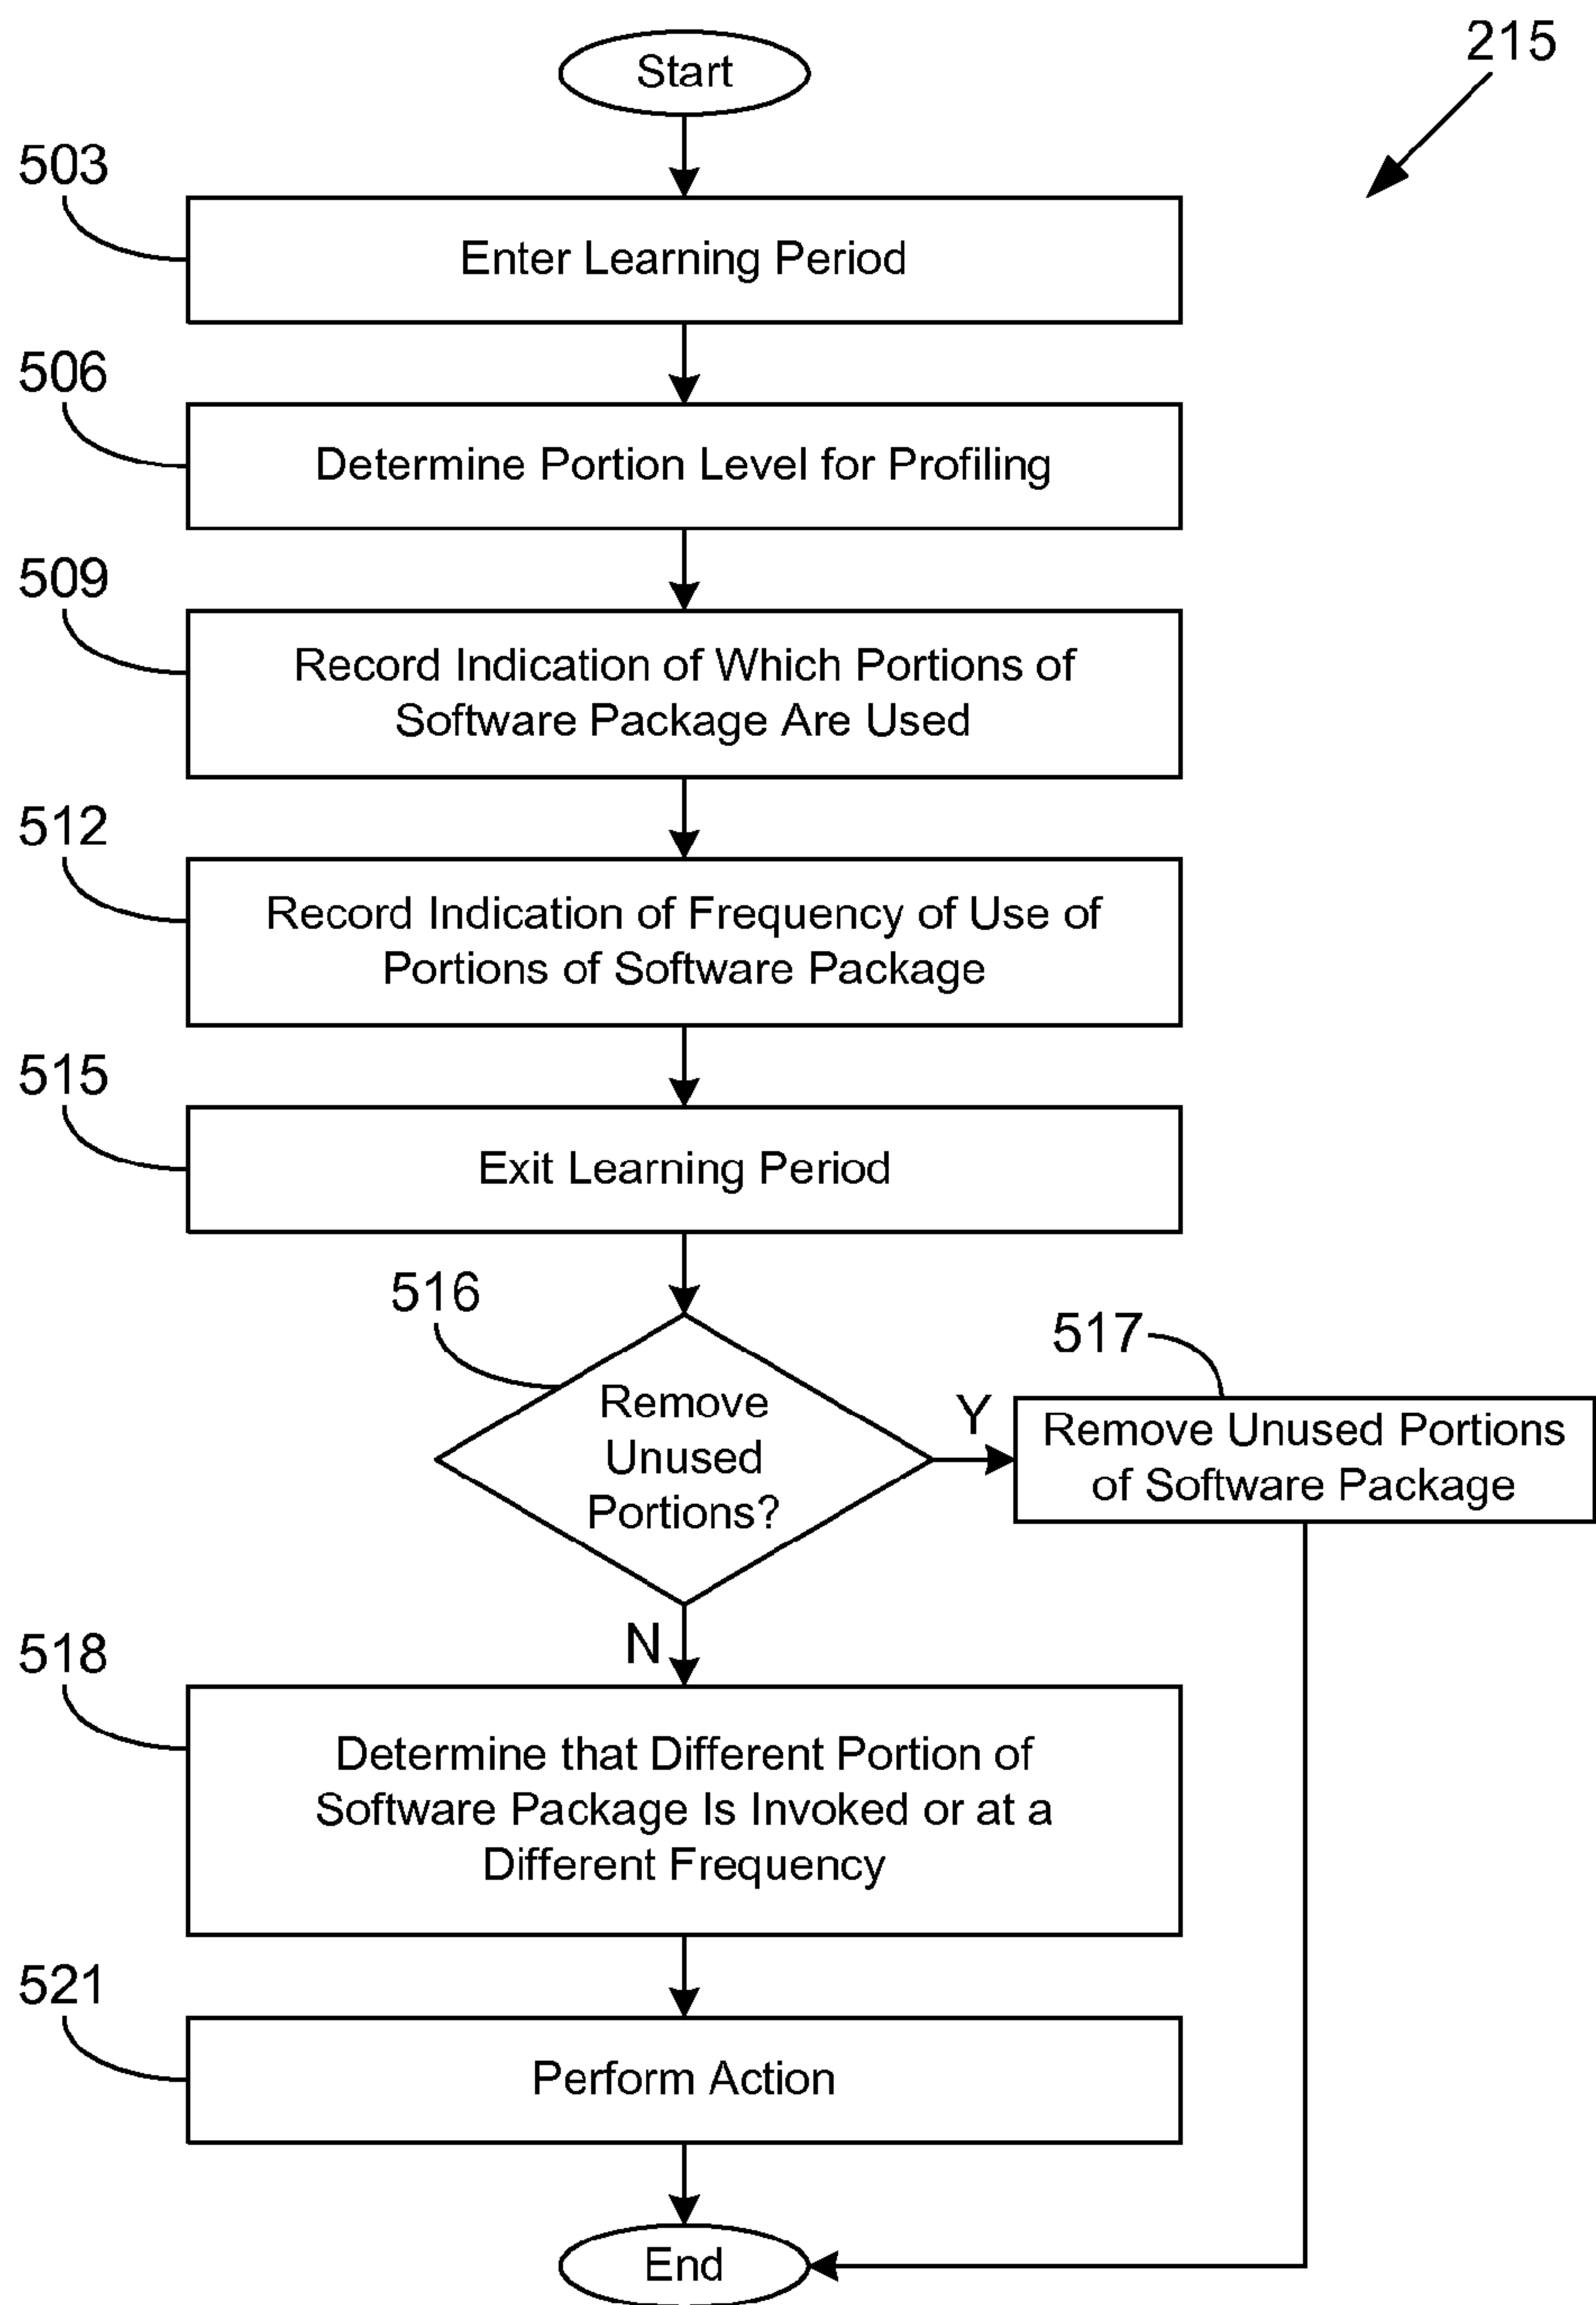 Start
215
503
Enter Learning Period
506
Determine Portion Level for Profiling
509
Record Indication of Which Portions of
Software Package Are Used
512
Record Indication of Frequency of Use of
Portions of Software Package
515
Exit Learning Period
516
Remove
Unused
Portions?
Y
517
Remove Unused Portions
of Software Package
N
518
Determine that Different Portion of
Software Package Is Invoked or at a
Different Frequency
521
Perform Action
End